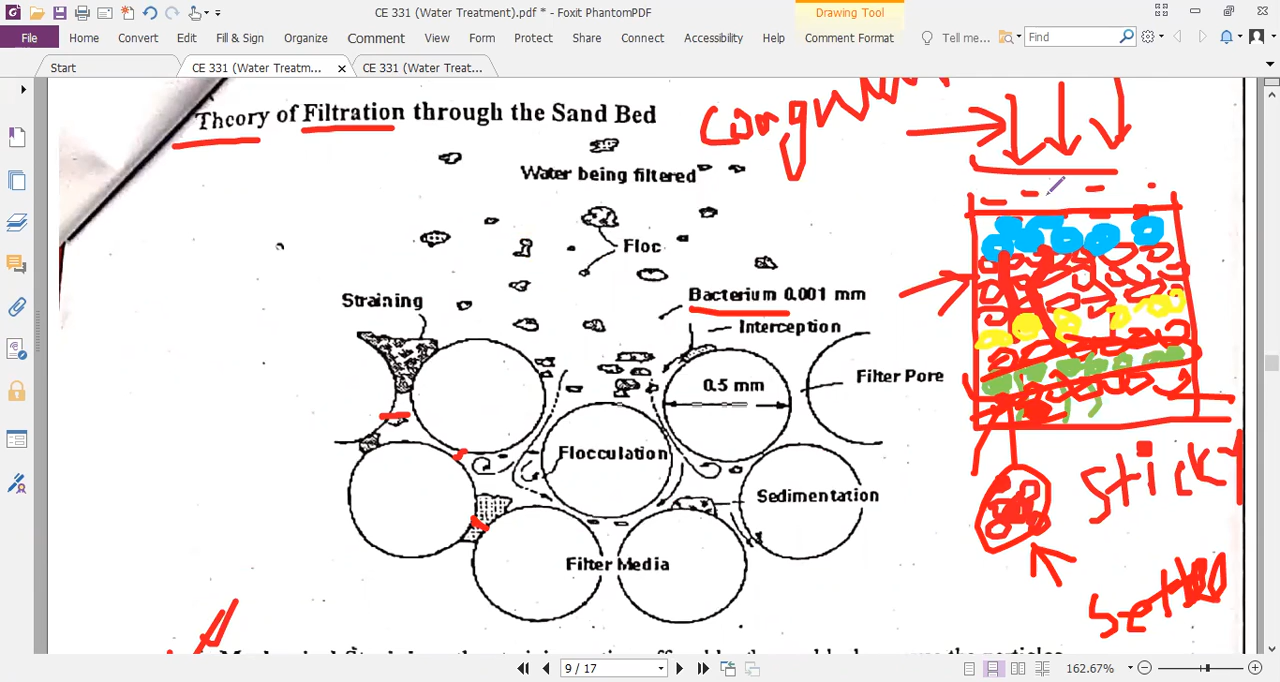 CE 331 (Water Treatment).pdf * - Foxit PhantomPDF
Drawing Tool
File Home Convert Edit Fill & Sign Organize Comment View Form Protect Share Connect Accessibility Help Comment Format Tell me... Find
Start CE 331 (Water Treatm... CE 331 (Water Treat...
Theory of Filtration through the Sand Bed
Water being filtered
Floc
Straining
Bacterium 0.001 mm
Interception
0.5 mm
Filter Pore
Flocculation
Sedimentation
Filter Media
sticky
9 / 17
162.67%